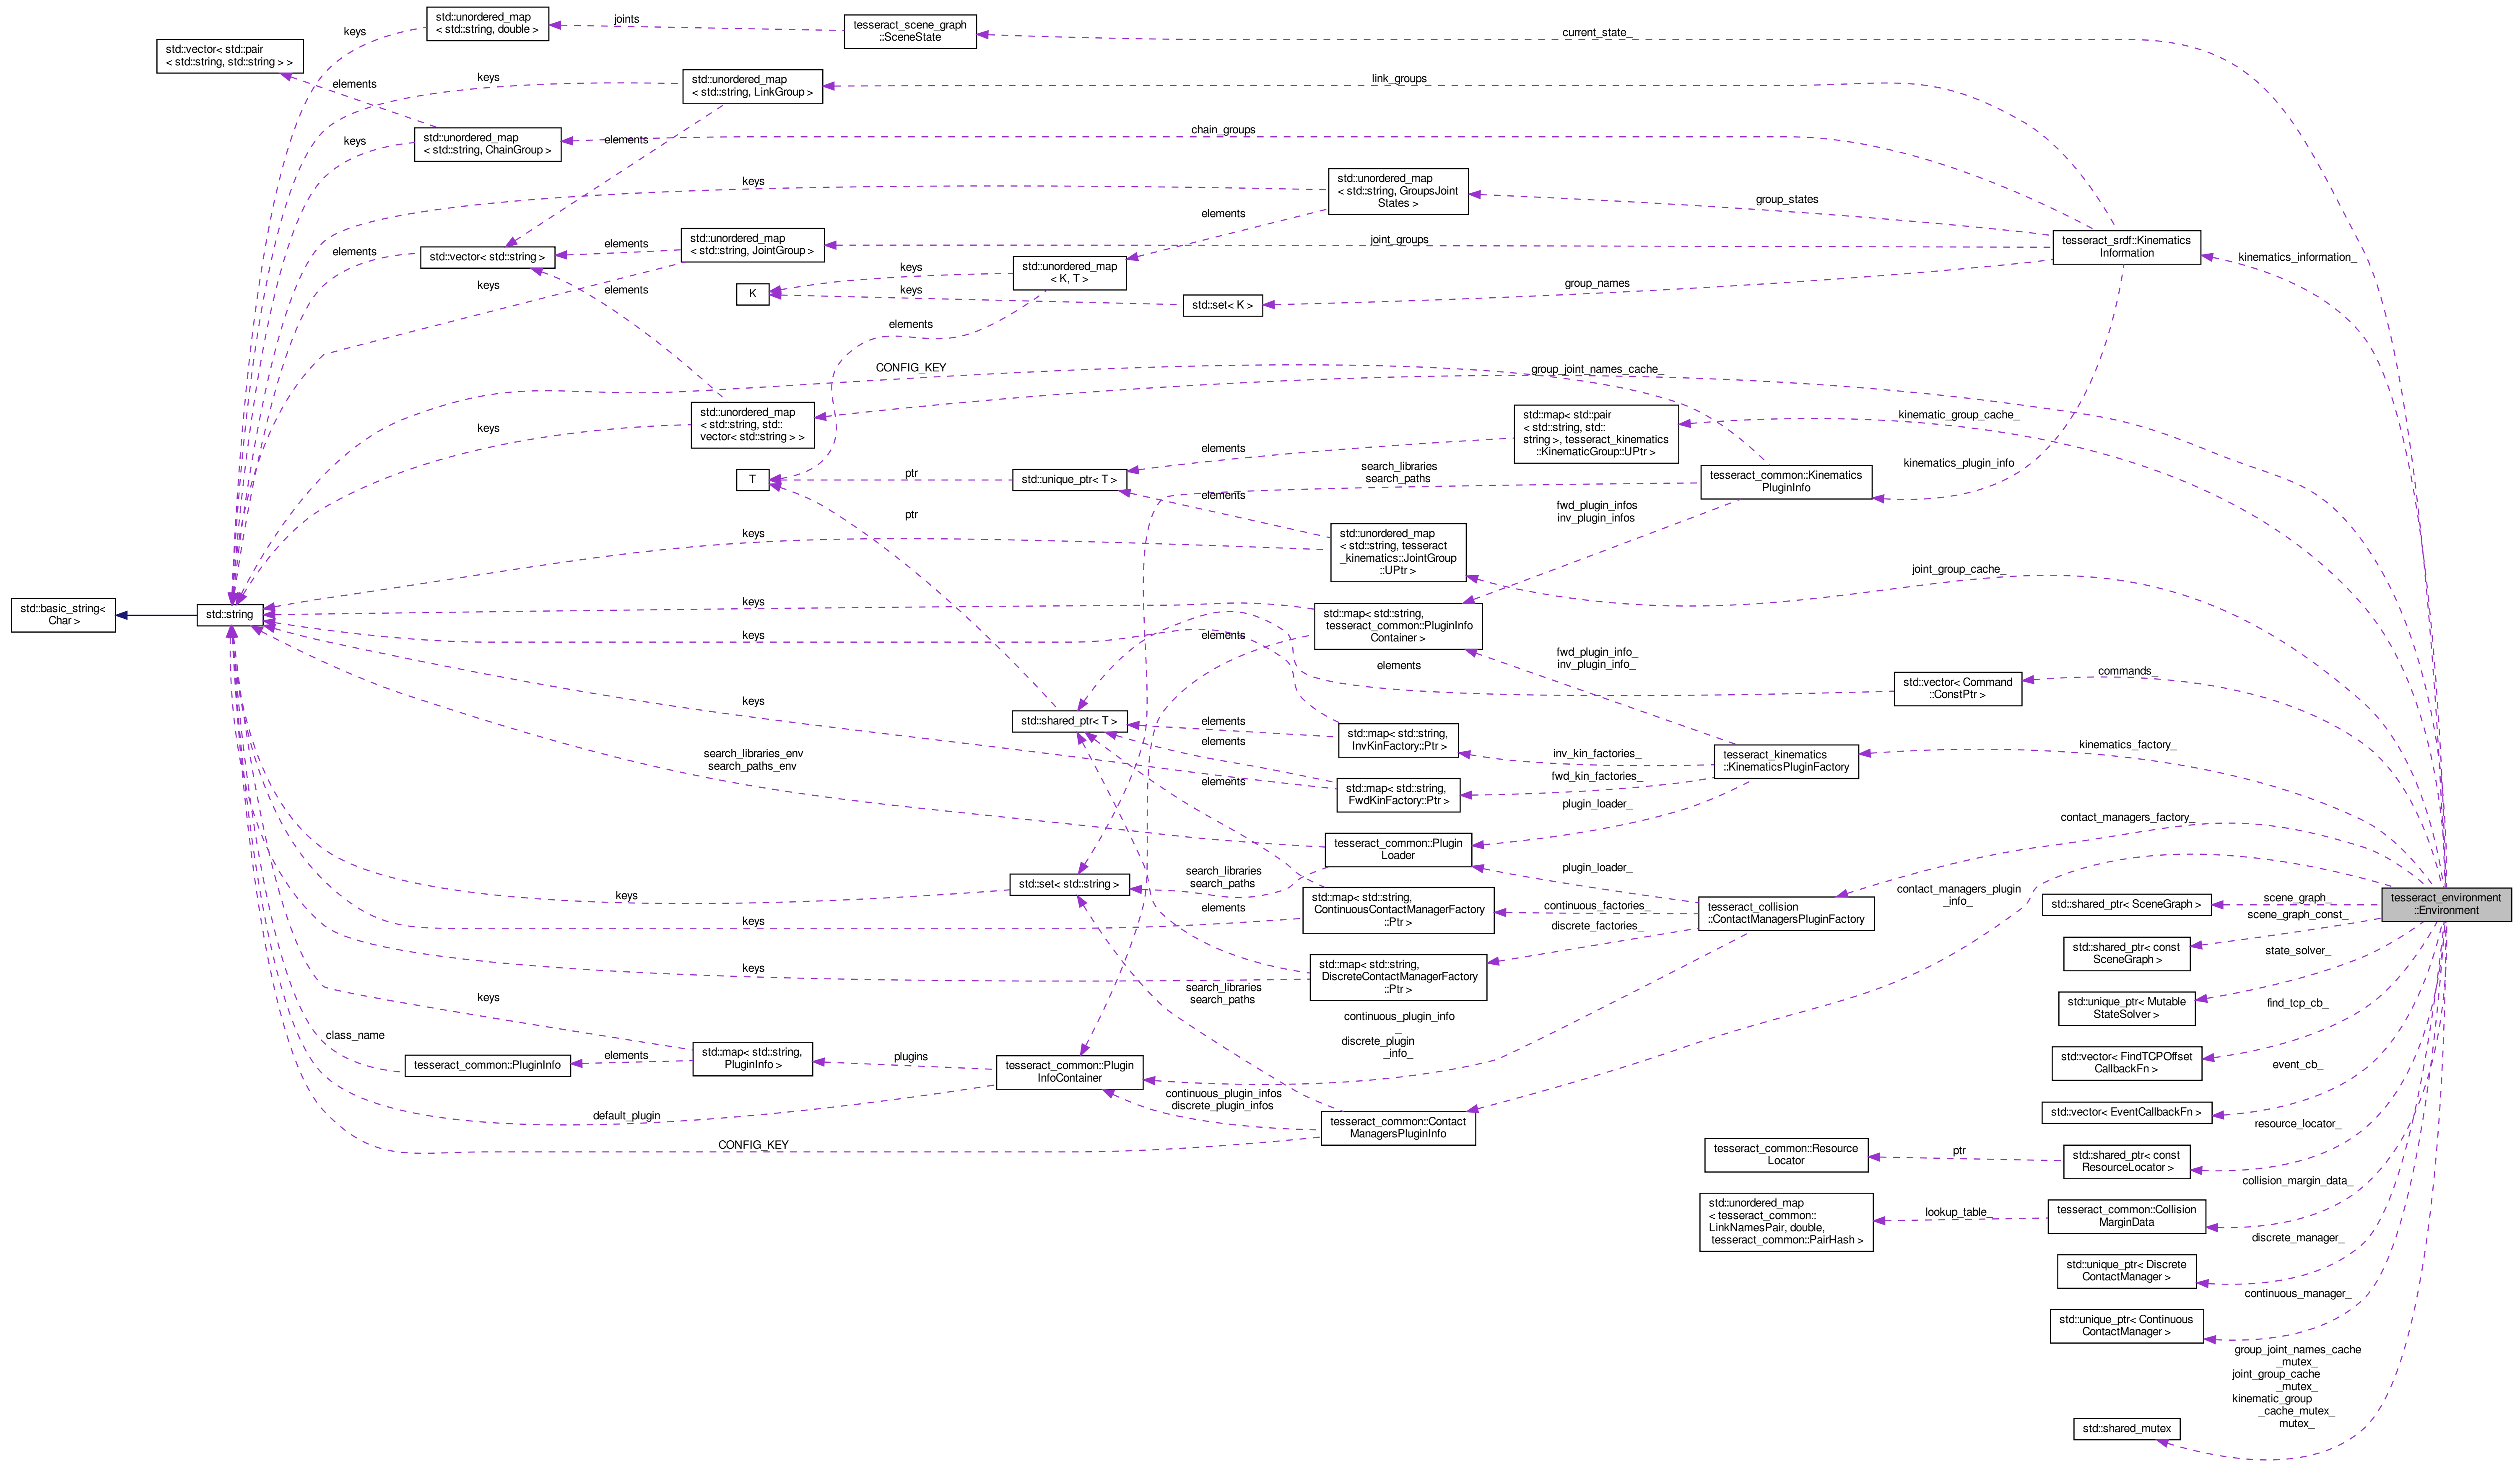 std::unordered_map
< std::string, double >
joints
tesseract_scene_graph
::SceneState
current_state_
keys
std::vector< std::pair
< std::string, std::string > >
elements
keys
std::unordered_map
< std::string, LinkGroup >
link_groups
std::unordered_map
< std::string, ChainGroup >
keys
elements
chain_groups
keys
std::unordered_map
< std::string, GroupsJoint
States >
group_states
elements
std::vector< std::string >
elements
elements
std::unordered_map
< std::string, JointGroup >
joint_groups
tesseract_srdf::Kinematics
Information
kinematics_information_
keys
elements
K
keys
keys
std::unordered_map
< K, T >
std::set< K >
group_names
elements
CONFIG_KEY
group_joint_names_cache_
std::unordered_map
< std::string, std::
vector< std::string > >
keys
std::map< std::pair
< std::string, std::
string >, tesseract_kinematics
::KinematicGroup::UPtr >
kinematic_group_cache_
elements
T
ptr
std::unique_ptr< T >
search_libraries
search_paths
tesseract_common::Kinematics
PluginInfo
kinematics_plugin_info
elements
ptr
fwd_plugin_infos
inv_plugin_infos
keys
std::unordered_map
< std::string, tesseract
_kinematics::JointGroup
::UPtr >
joint_group_cache_
std::basic_string<
Char >
std::string
keys
keys
elements
std::map< std::string,
tesseract_common::PluginInfo
Container >
elements
fwd_plugin_info_
inv_plugin_info_
std::vector< Command
::ConstPtr >
commands_
keys
std::shared_ptr< T >
elements
elements
std::map< std::string,
InvKinFactory::Ptr >
inv_kin_factories_
tesseract_kinematics
::KinematicsPluginFactory
kinematics_factory_
search_libraries_env
search_paths_env
elements
std::map< std::string,
FwdKinFactory::Ptr >
fwd_kin_factories_
plugin_loader_
contact_managers_factory_
tesseract_common::Plugin
Loader
plugin_loader_
std::set< std::string >
search_libraries
search_paths
keys
elements
std::map< std::string,
ContinuousContactManagerFactory
::Ptr >
continuous_factories_
discrete_factories_
tesseract_collision
::ContactManagersPluginFactory
contact_managers_plugin
_info_
std::shared_ptr< SceneGraph >
scene_graph_
scene_graph_const_
tesseract_environment
::Environment
keys
keys
std::map< std::string,
DiscreteContactManagerFactory
::Ptr >
std::shared_ptr< const
SceneGraph >
state_solver_
search_libraries
search_paths
keys
continuous_plugin_info
_
discrete_plugin
_info_
std::unique_ptr< Mutable
StateSolver >
find_tcp_cb_
class_name
tesseract_common::PluginInfo
elements
std::map< std::string,
PluginInfo >
plugins
tesseract_common::Plugin
InfoContainer
std::vector< FindTCPOffset
CallbackFn >
event_cb_
continuous_plugin_infos
discrete_plugin_infos
default_plugin
CONFIG_KEY
tesseract_common::Contact
ManagersPluginInfo
std::vector< EventCallbackFn >
resource_locator_
tesseract_common::Resource
Locator
ptr
std::shared_ptr< const
ResourceLocator >
collision_margin_data_
std::unordered_map
< tesseract_common::
LinkNamesPair, double,
tesseract_common::PairHash >
lookup_table_
tesseract_common::Collision
MarginData
discrete_manager_
std::unique_ptr< Discrete
ContactManager >
continuous_manager_
std::unique_ptr< Continuous
ContactManager >
group_joint_names_cache
_mutex_
joint_group_cache
_mutex_
kinematic_group
_cache_mutex_
mutex_
std::shared_mutex